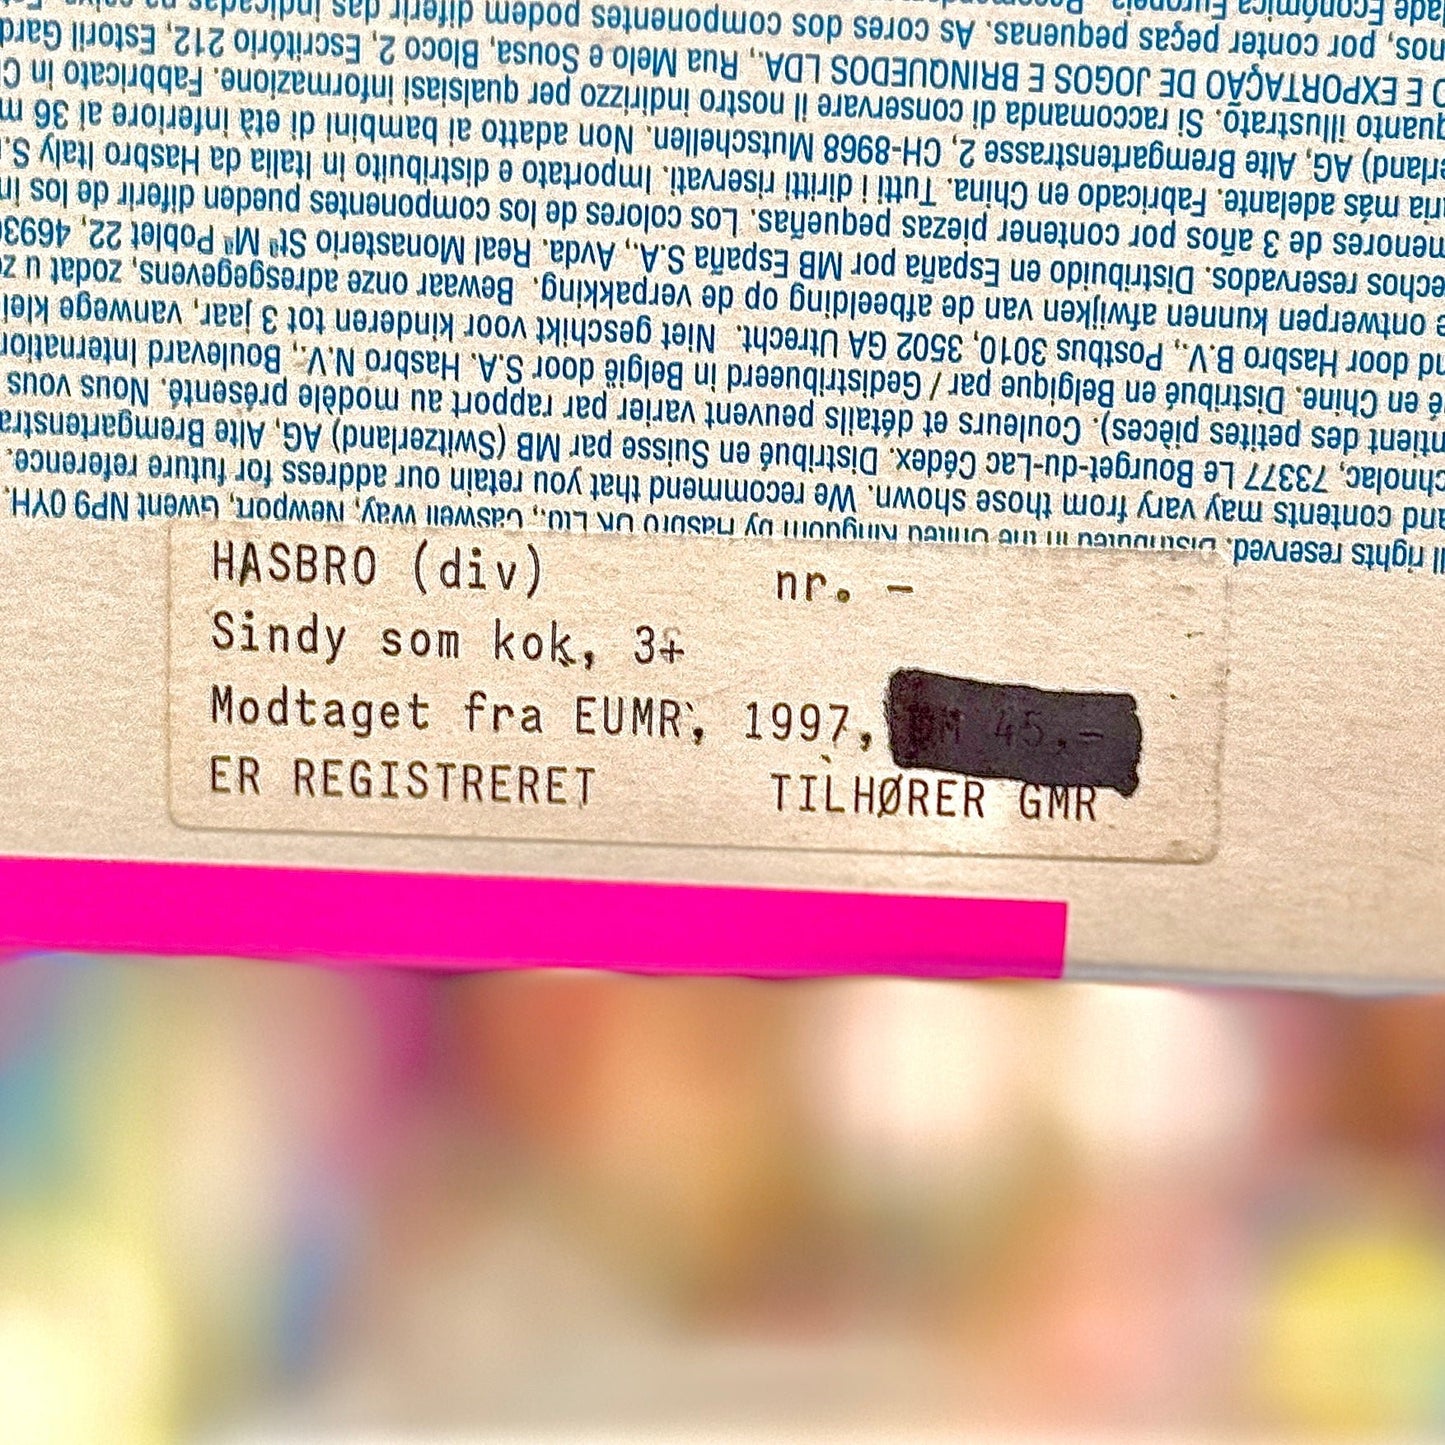 HASBRO (div) nr. -
Sindy som kok, 3+
Modtaget fra EUMR, 1997, DM 45.-
ER REGISTRERET TILHØRER GMR
rights reserved. Distributed in the United Kingdom by Hasbro UK Ltd., Caswell Way, Newport, Gwent NP9 0YH.
and contents may vary from those shown. We recommend that you retain our address for future reference.
chnolac, 73377 Le Bourget-du-Lac Cédex. Distribué en Suisse par MB (Switzerland) AG, Alte Bremgartenstra
ntient des petites pièces). Couleurs et détails peuvent varier par rapport au modèle présenté. Nous vous
é en Chine. Distribué en Belgique par / Gedistribueerd in België door S.A. Hasbro N.V., Boulevard Internation
nd door Hasbro B.V., Postbus 3010, 3502 GA Utrecht. Niet geschikt voor kinderen tot 3 jaar, vanwege klei
e ontwerpen kunnen afwijken van de afbeelding op de verpakking. Bewaar onze adresgegevens, zodat u ze
echos reservados. Distribuido en España por MB España S.A., Avda. Real Monasterio Stª Mª Poblet 22, 46930
menores de 3 años por contener piezas pequeñas. Los colores de los componentes pueden diferir de los in
ria más adelante. Fabricado en China. Tutti i diritti riservati. Importato e distribuito in Italia da Hasbro Italy S.
erland) AG, Alte Bremgartenstrasse 2, CH-8968 Mutschellen. Non adatto ai bambini di età inferiore ai 36 m
quanto illustrato. Si raccomanda di conservare il nostro indirizzo per qualsiasi informazione. Fabbricato in C
O E EXPORTAÇÃO DE JOGOS E BRINQUEDOS LDA., Rua Melo e Sousa, Bloco 2, Escritório 212, Estoril Gard
nos, por conter peças pequenas. As cores dos componentes podem diferir das indicadas na
dade Económica Europeia.